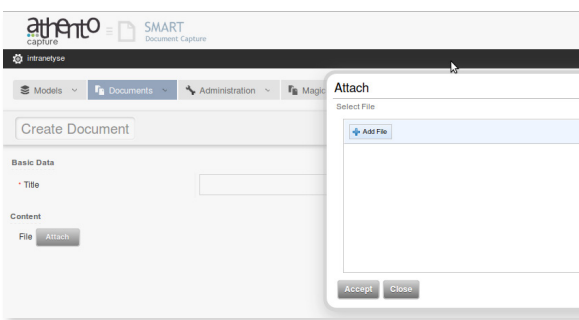 athento
capture
SMART
Document Capture
intranetyse
Models
Documents
Administration
Magic
Create Document
Basic Data
* Title
Content
File Attach
Attach
Select File
Add File
Accept Close